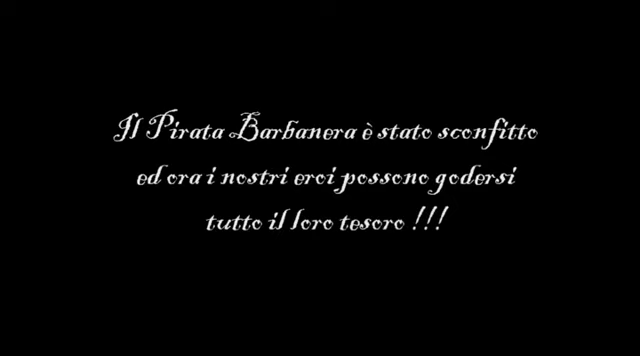 Il Pirata Barbanera è stato sconfitto
ed ora i nostri eroi possono godersi
tutto il loro tesoro !!!